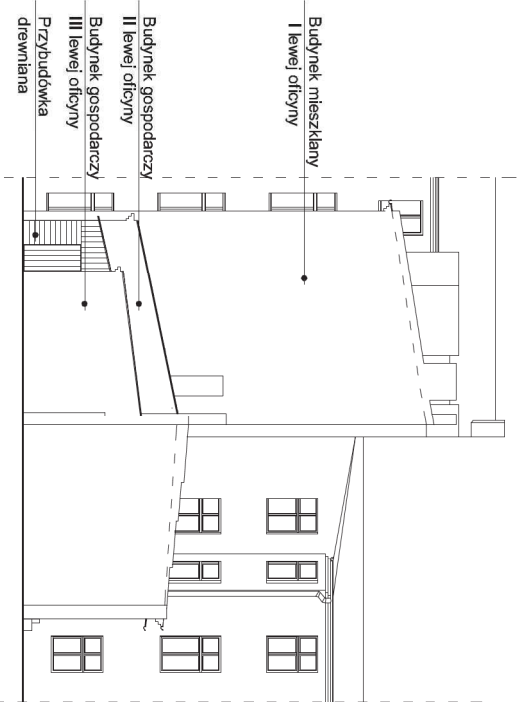 Budynek mieszklany
I lewej oficyny
Budynek gospodarczy
II lewej oficyny
Budynek gospodarczy
III lewej oficyny
Przybudówka
drewniana